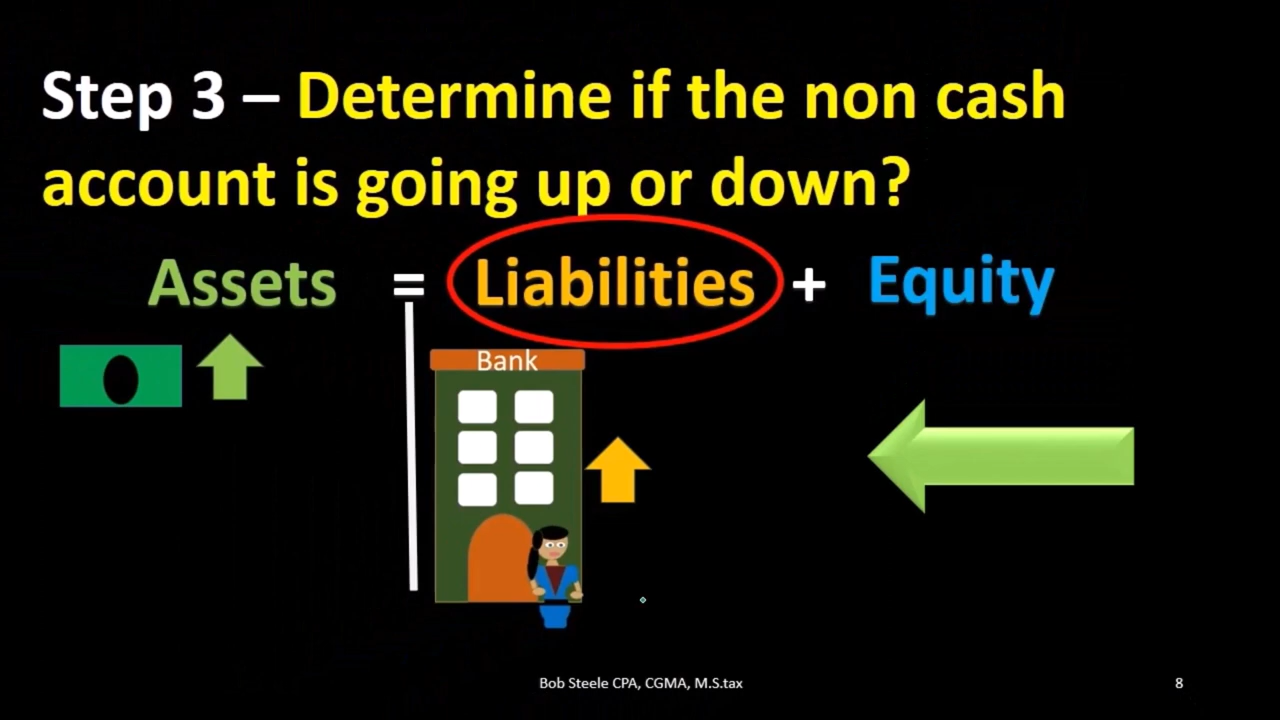 Step 3 – Determine if the non cash
account is going up or down?
Assets = Liabilities + Equity
Bank
Bob Steele CPA, CGMA, M.S.tax
8